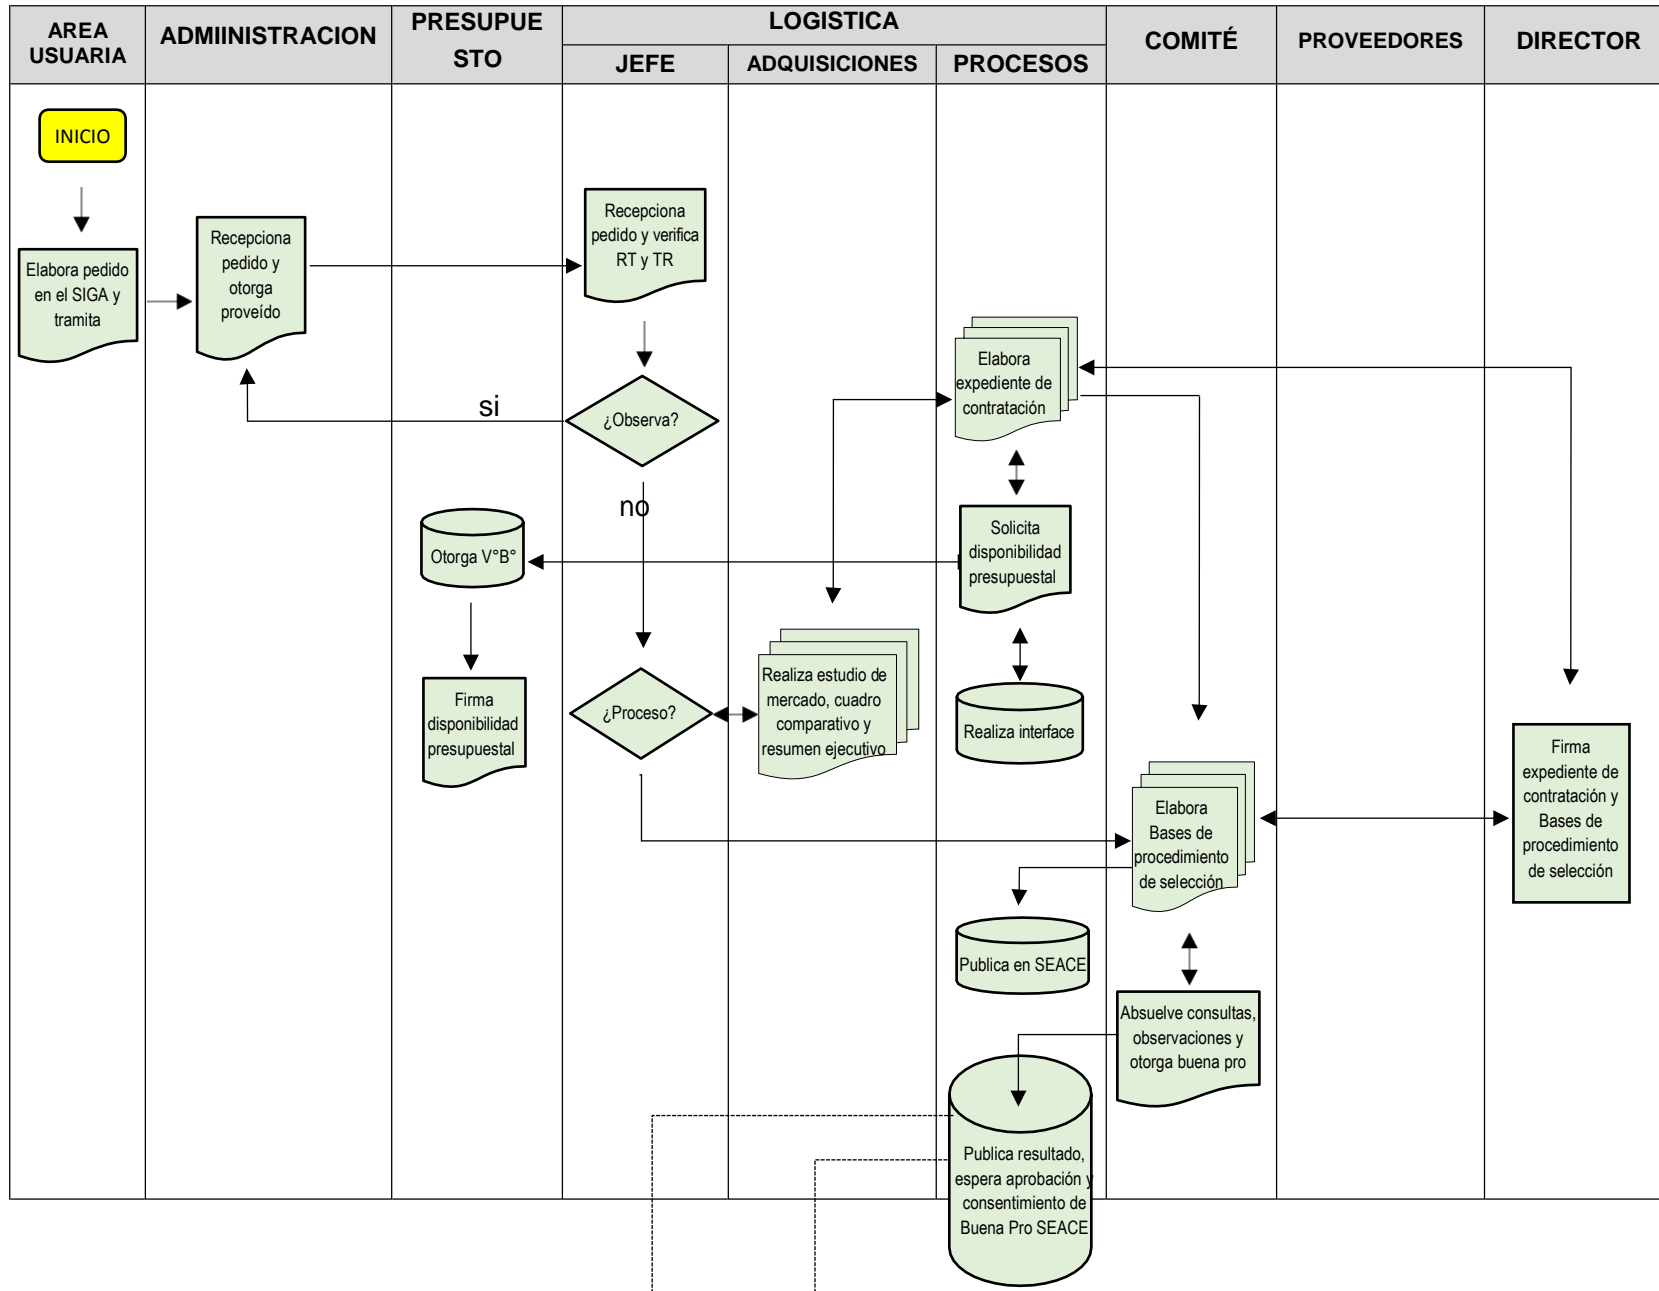 AREA
USUARIA
ADMIINISTRACION
PRESUPUE
STO
LOGISTICA
JEFE
ADQUISICIONES
PROCESOS
COMITÉ
PROVEEDORES
DIRECTOR
INICIO
Elabora pedido
en el SIGA y
tramita
Recepciona
pedido y
otorga
proveído
Recepciona
pedido y verifica
RT y TR
¿Observa?
si
no
Elabora
expediente de
contratación
Solicita
disponibilidad
presupuestal
Otorga V°B°
Firma
disponibilidad
presupuestal
¿Proceso?
Realiza estudio de
mercado, cuadro
comparativo y
resumen ejecutivo
Realiza interface
Elabora
Bases de
procedimiento
de selección
Firma
expediente de
contratación y
Bases de
procedimiento
de selección
Publica en SEACE
Absuelve consultas,
observaciones y
otorga buena pro
Publica resultado,
espera aprobación y
consentimiento de
Buena Pro SEACE